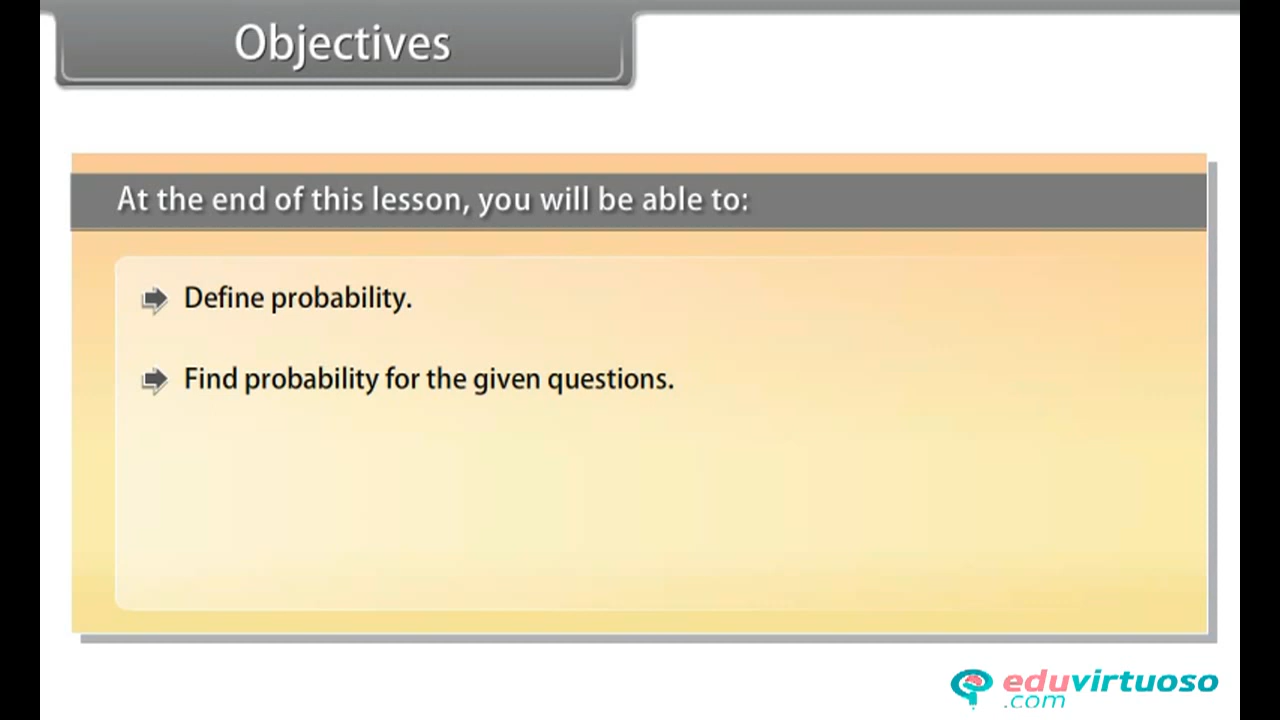 Objectives
At the end of this lesson, you will be able to:
Define probability.
Find probability for the given questions.
eduvirtuoso
.com